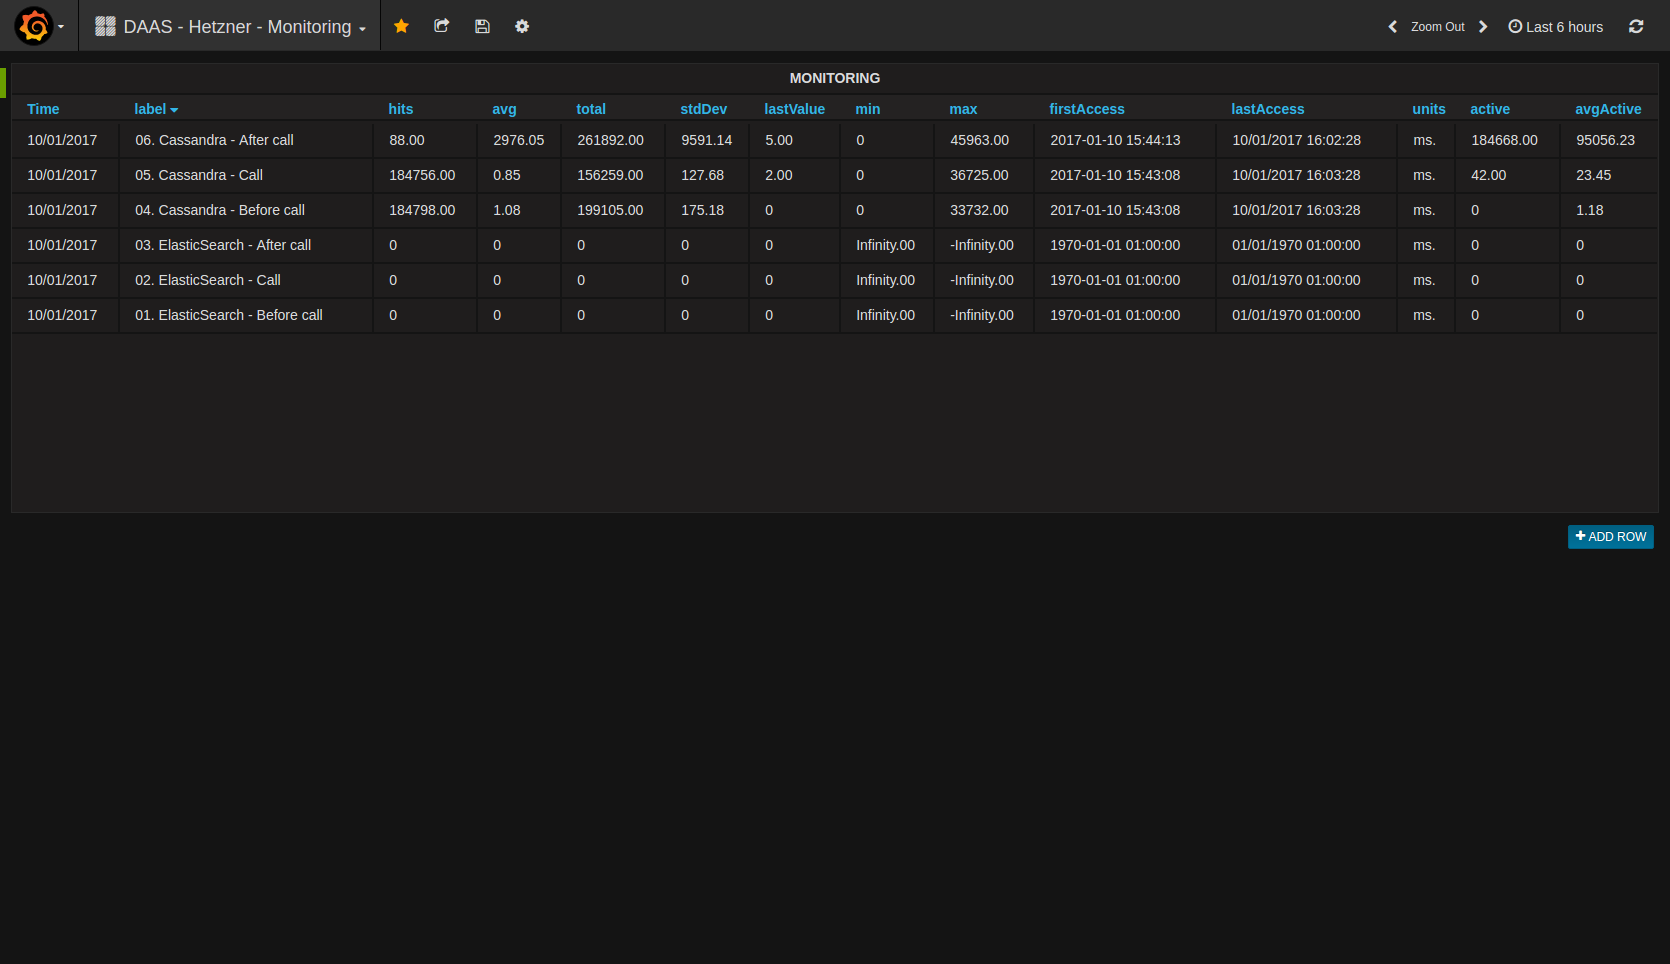 DAAS - Hetzner - Monitoring Zoom Out Last 6 hours
MONITORING
Time label hits avg total stdDev lastValue min max firstAccess lastAccess units active avgActive
10/01/2017 06. Cassandra - After call 88.00 2976.05 261892.00 9591.14 5.00 0 45963.00 2017-01-10 15:44:13 10/01/2017 16:02:28 ms. 184668.00 95056.23
10/01/2017 05. Cassandra - Call 184756.00 0.85 156259.00 127.68 2.00 0 36725.00 2017-01-10 15:43:08 10/01/2017 16:03:28 ms. 42.00 23.45
10/01/2017 04. Cassandra - Before call 184798.00 1.08 199105.00 175.18 0 0 33732.00 2017-01-10 15:43:08 10/01/2017 16:03:28 ms. 0 1.18
10/01/2017 03. ElasticSearch - After call 0 0 0 0 0 Infinity.00 -Infinity.00 1970-01-01 01:00:00 01/01/1970 01:00:00 ms. 0 0
10/01/2017 02. ElasticSearch - Call 0 0 0 0 0 Infinity.00 -Infinity.00 1970-01-01 01:00:00 01/01/1970 01:00:00 ms. 0 0
10/01/2017 01. ElasticSearch - Before call 0 0 0 0 0 Infinity.00 -Infinity.00 1970-01-01 01:00:00 01/01/1970 01:00:00 ms. 0 0
ADD ROW